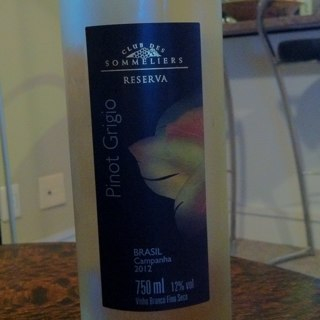 CLUB DES
SOMMELIERS
RESERVA
Pinot Grigio
BRASIL
Campanha
2012
750 ml 12% vol
Vinho Branco Fino Seco